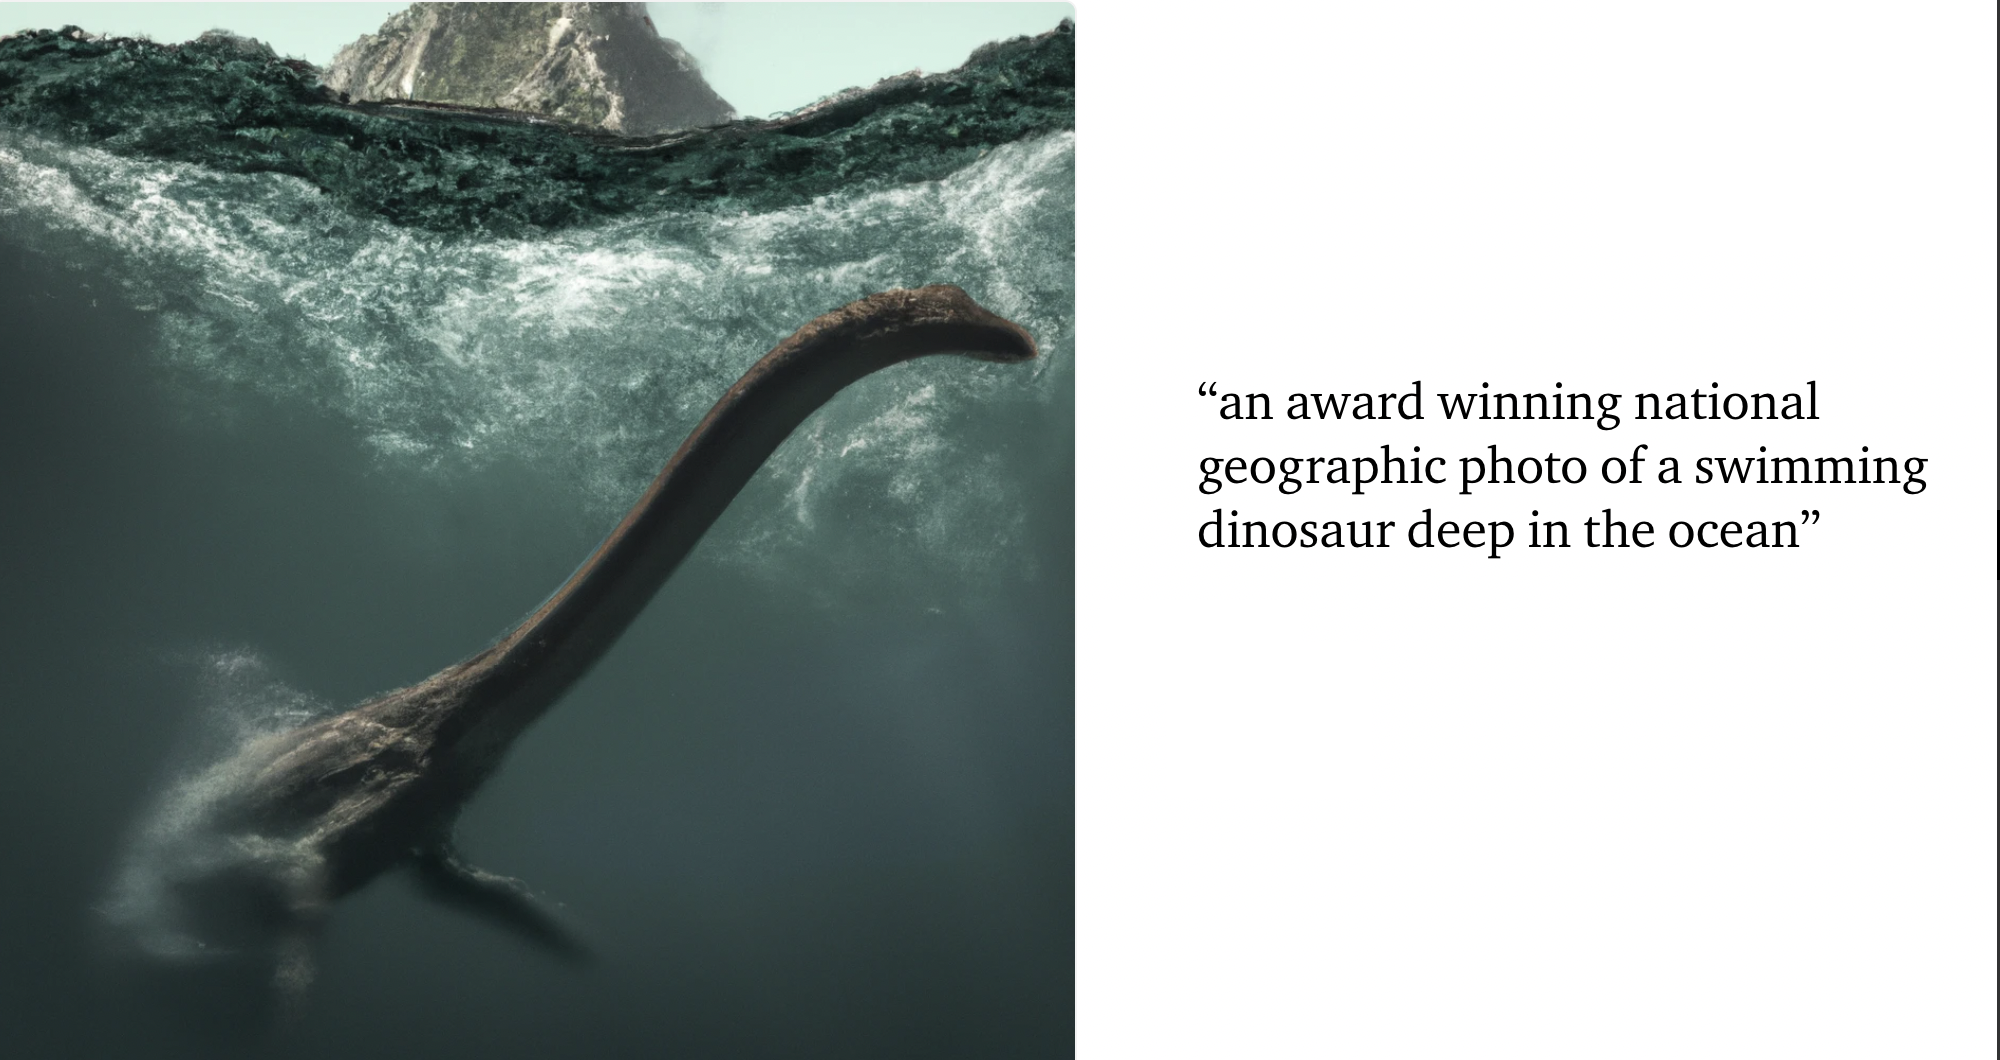 “an award winning national
geographic photo of a swimming
dinosaur deep in the ocean”